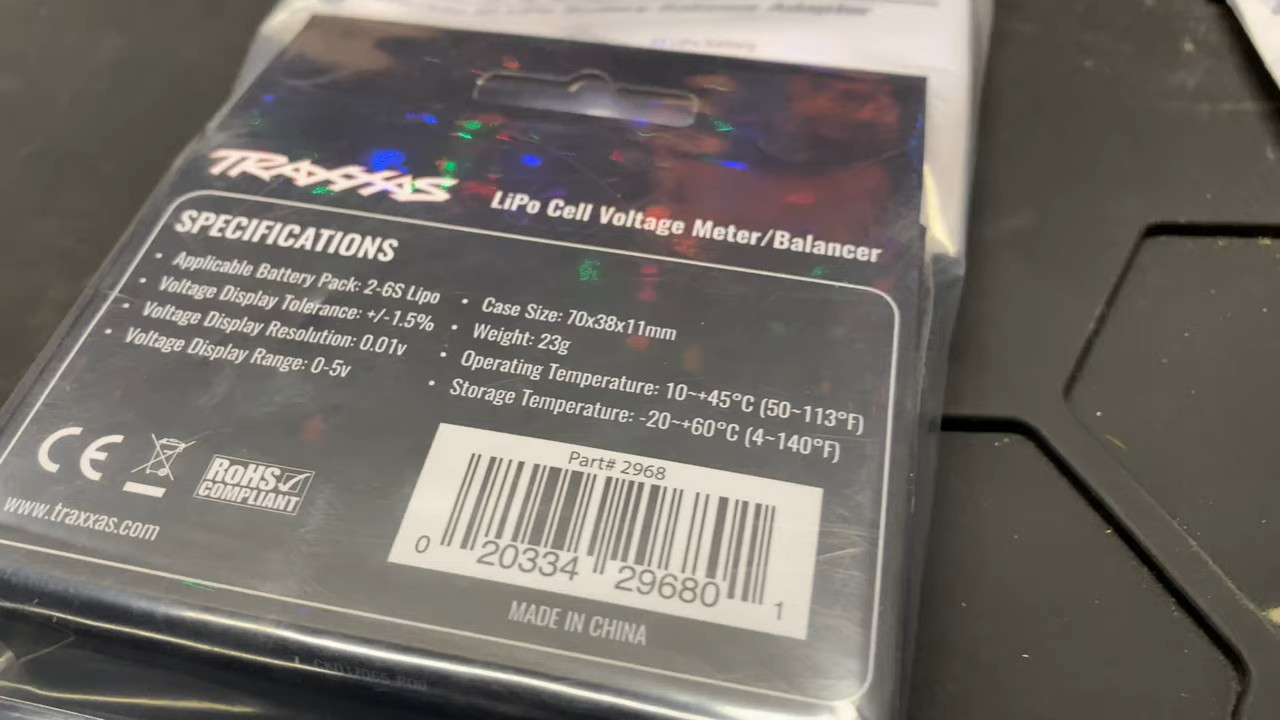 Adapter
LiPo Battery
TRAXXAS
LiPo Cell Voltage Meter/Balancer
SPECIFICATIONS
• Applicable Battery Pack: 2-6S Lipo
• Voltage Display Tolerance: +/-1.5%
• Voltage Display Resolution: 0.01v
• Voltage Display Range: 0-5v
• Case Size: 70x38x11mm
• Weight: 23g
• Operating Temperature: 10~+45°C (50~113°F)
• Storage Temperature: -20~+60°C (4~140°F)
CE
RoHS
COMPLIANT
www.traxxas.com
Part# 2968
0 20334 29680 1
MADE IN CHINA